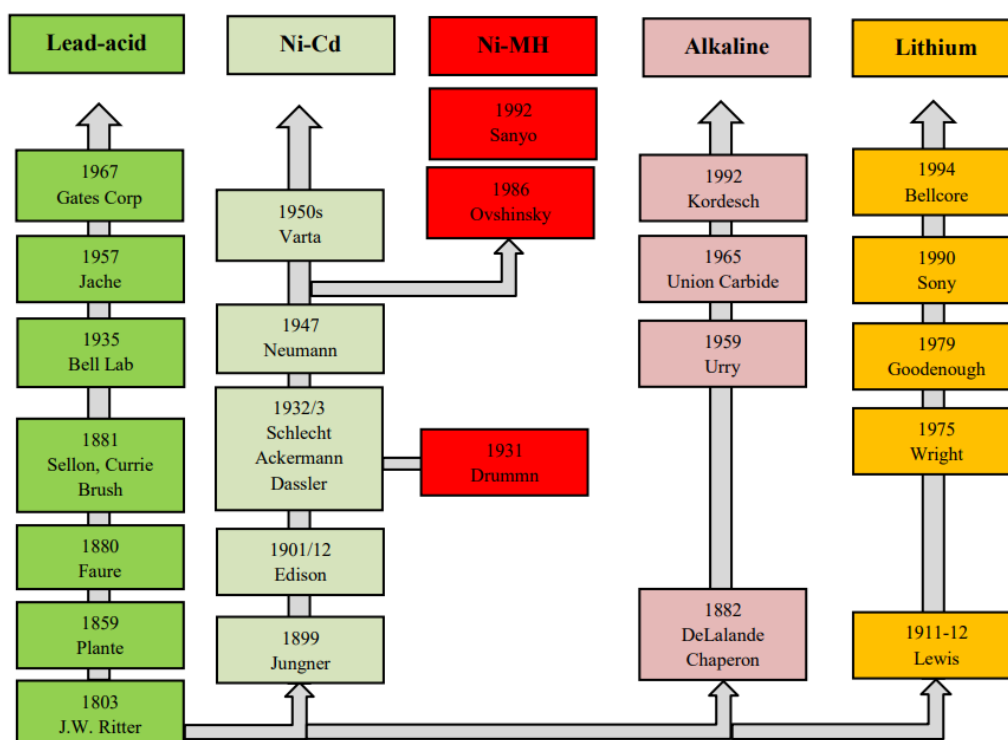 Lead-acid
1967
Gates Corp
1957
Jache
1935
Bell Lab
1881
Sellon, Currie
Brush
1880
Faure
1859
Plante
1803
J.W. Ritter
Ni-Cd
1950s
Varta
1947
Neumann
1932/3
Schlecht
Ackermann
Dassler
1901/12
Edison
1899
Jungner
Ni-MH
1992
Sanyo
1986
Ovshinsky
1931
Drummn
Alkaline
1992
Kordesch
1965
Union Carbide
1959
Urry
1882
DeLalande
Chaperon
Lithium
1994
Bellcore
1990
Sony
1979
Goodenough
1975
Wright
1911-12
Lewis